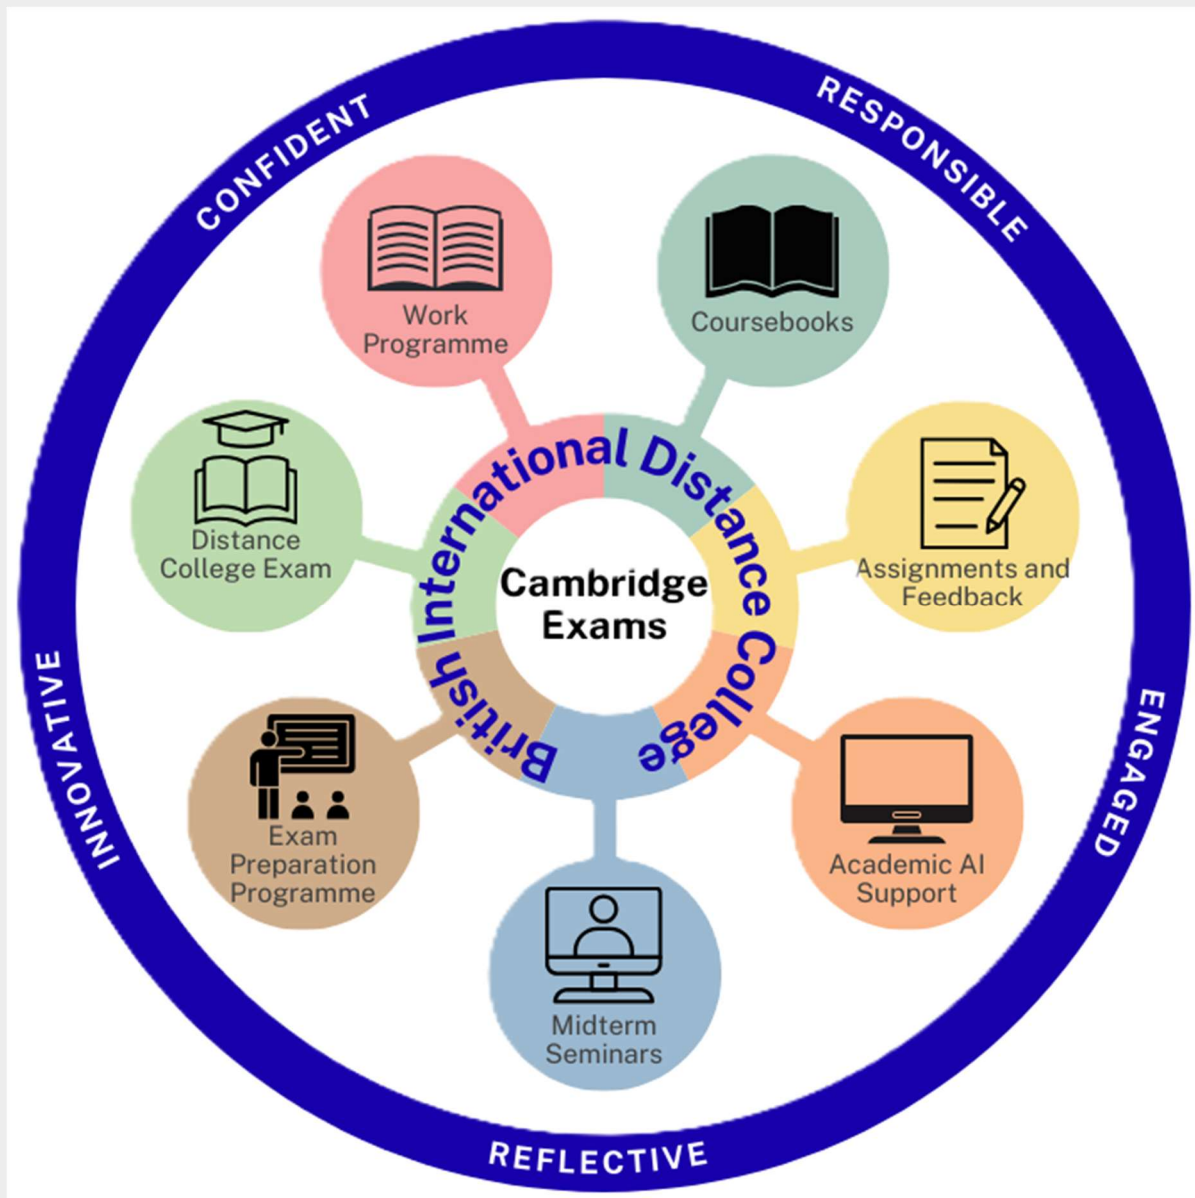 CONFIDENT
RESPONSIBLE
Work
Programme
Coursebooks
British International Distance College
Distance
College Exam
Assignments and
Feedback
Cambridge
Exams
INNOVATIVE
ENGAGED
Exam
Preparation
Programme
Academic AI
Support
Midterm
Seminars
REFLECTIVE